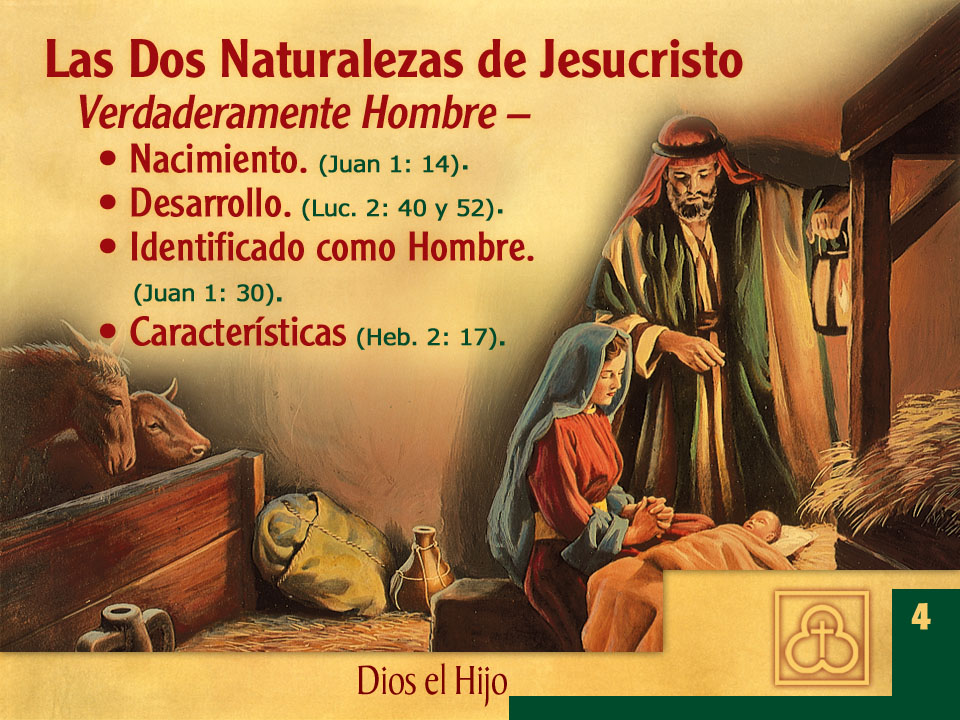 Las Dos Naturalezas de Jesucristo
Verdaderamente Hombre –
• Nacimiento. (Juan 1: 14).
• Desarrollo. (Luc. 2: 40 y 52).
• Identificado como Hombre.
(Juan 1: 30).
• Características (Heb. 2: 17).
4
Dios el Hijo